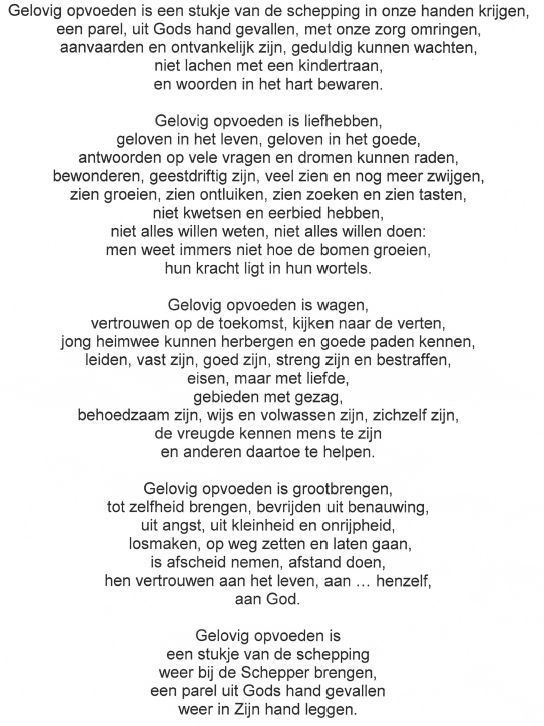 Gelovig opvoeden is een stukje van de schepping in onze handen krijgen,
een parel, uit Gods hand gevallen, met onze zorg omringen,
aanvaarden en ontvankelijk zijn, geduldig kunnen wachten,
niet lachen met een kindertraan,
en woorden in het hart bewaren.

Gelovig opvoeden is liefhebben,
geloven in het leven, geloven in het goede,
antwoorden op vele vragen en dromen kunnen raden,
bewonderen, geestdriftig zijn, veel zien en nog meer zwijgen,
zien groeien, zien ontluiken, zien zoeken en zien tasten,
niet kwetsen en eerbied hebben,
niet alles willen weten, niet alles willen doen:
men weet immers niet hoe de bomen groeien,
hun kracht ligt in hun wortels.

Gelovig opvoeden is wagen,
vertrouwen op de toekomst, kijken naar de verten,
jong heimwee kunnen herbergen en goede paden kennen,
leiden, vast zijn, goed zijn, streng zijn en bestraffen,
eisen, maar met liefde,
gebieden met gezag,
behoedzaam zijn, wijs en volwassen zijn, zichzelf zijn,
de vreugde kennen mens te zijn
en anderen daartoe te helpen.

Gelovig opvoeden is grootbrengen,
tot zelfheid brengen, bevrijden uit benauwing,
uit angst, uit kleinheid en onrijpheid,
losmaken, op weg zetten en laten gaan,
is afscheid nemen, afstand doen,
hen vertrouwen aan het leven, aan … henzelf,
aan God.

Gelovig opvoeden is
een stukje van de schepping
weer bij de Schepper brengen,
een parel uit Gods hand gevallen
weer in Zijn hand leggen.